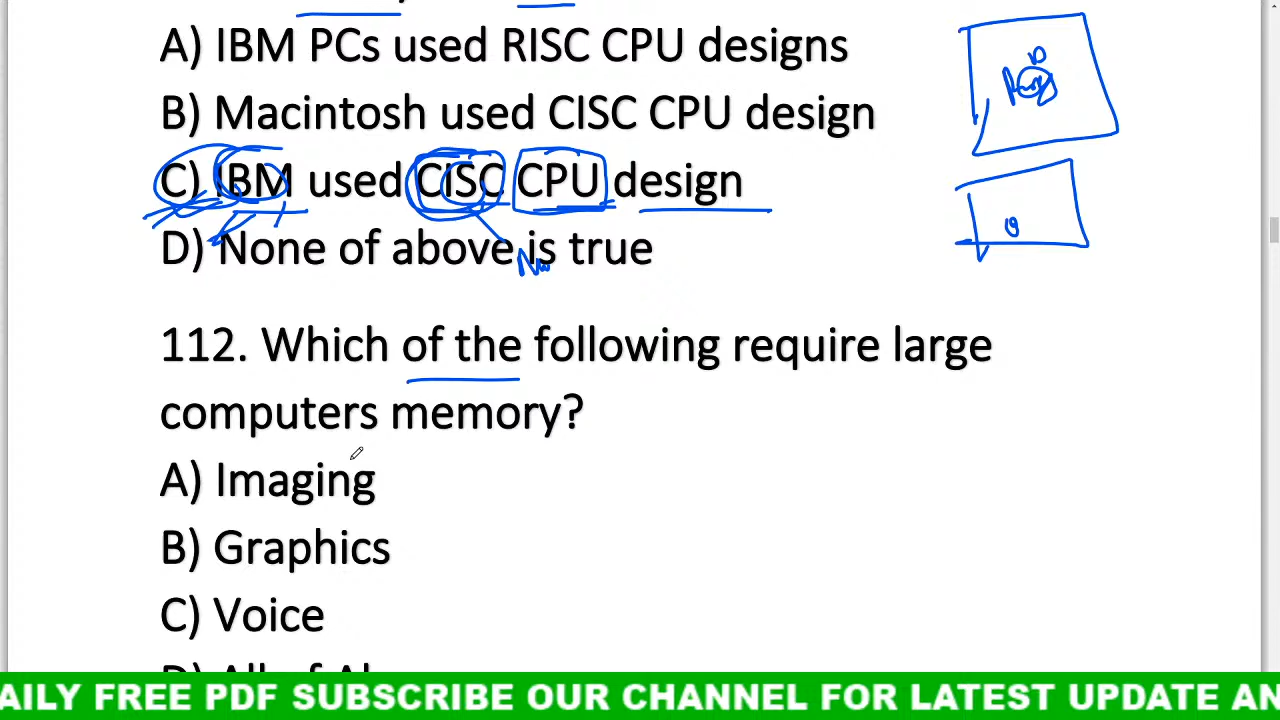 A) IBM PCs used RISC CPU designs
B) Macintosh used CISC CPU design
C) IBM used CISC CPU design
D) None of above is true
112. Which of the following require large
computers memory?
A) Imaging
B) Graphics
C) Voice
D) All of
AILY FREE PDF SUBSCRIBE OUR CHANNEL FOR LATEST UPDATE AN